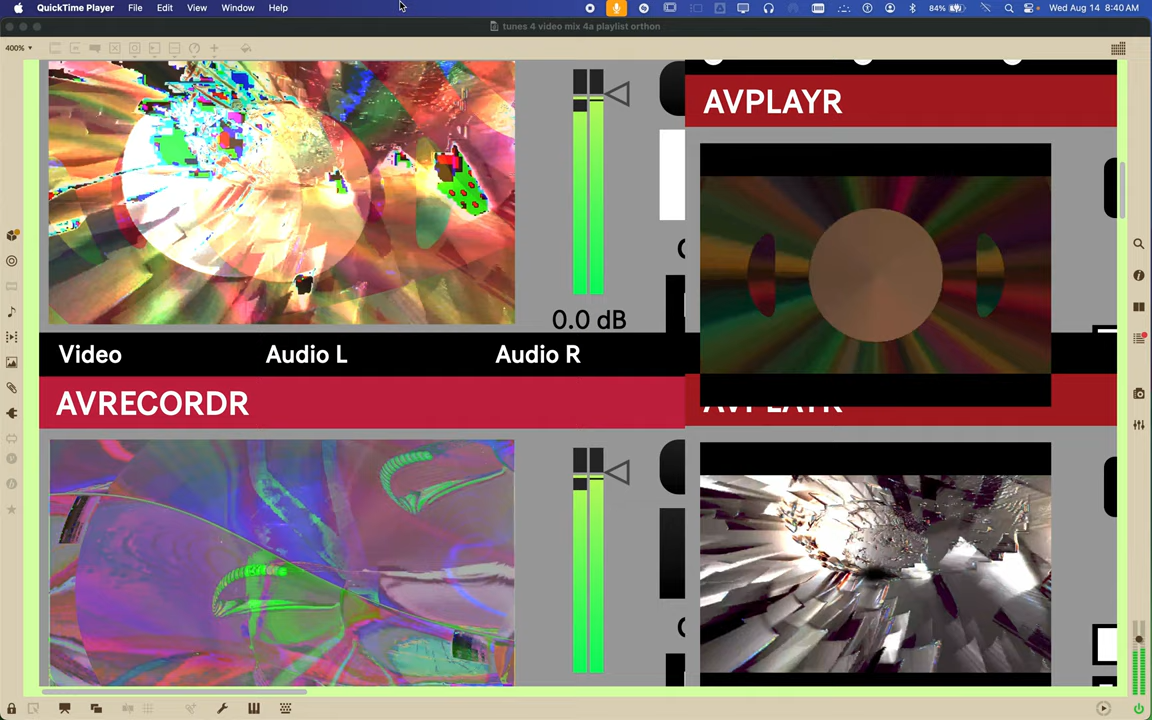 QuickTime Player File Edit View Window Help 84% Wed Aug 14 8:40 AM
tunes 4 video mix 4a playlist orthon
400%
AVPLAYR
0.0 dB
Video Audio L Audio R
AVRECORDR
AVPLAYR